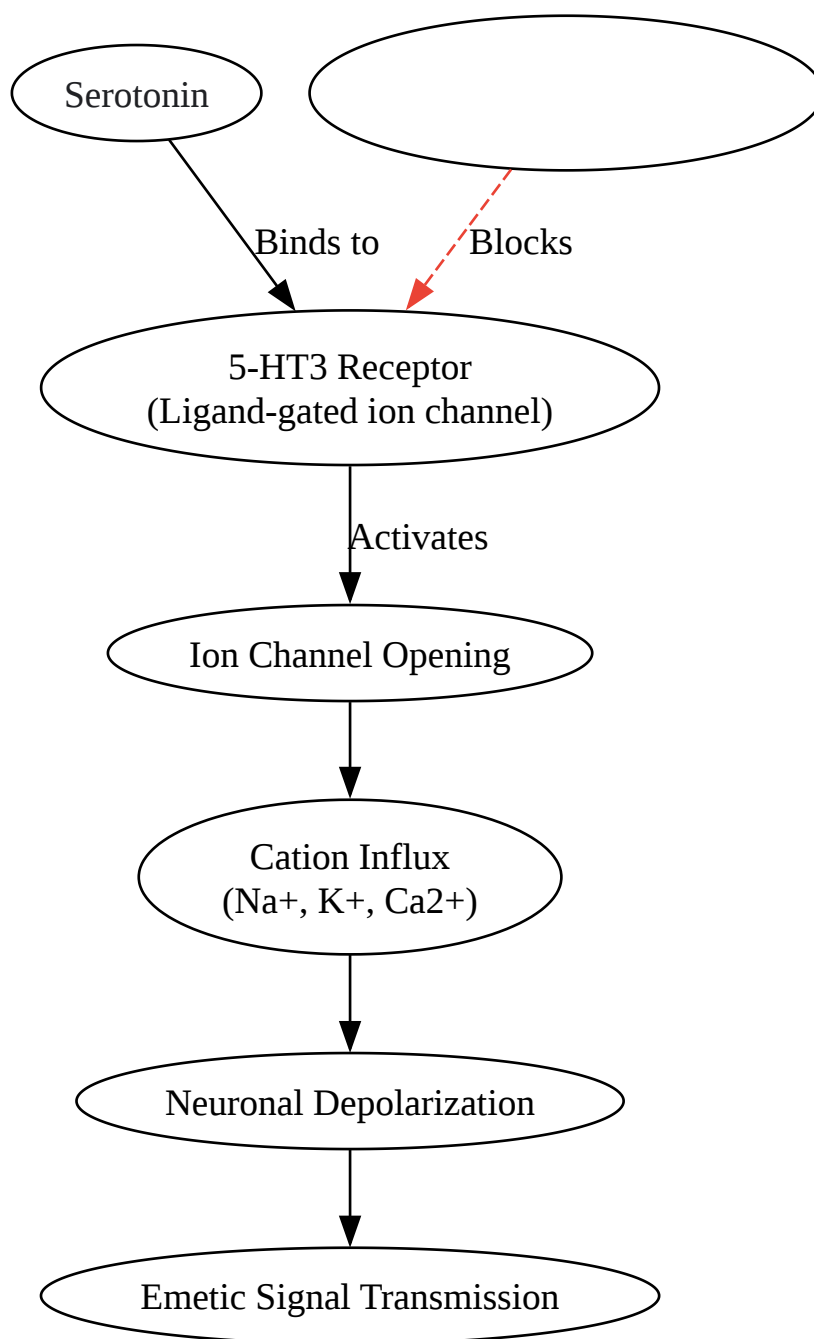 Serotonin
Binds to
Blocks
5-HT3 Receptor
(Ligand-gated ion channel)
Activates
Ion Channel Opening
Cation Influx
(Na+, K+, Ca2+)
Neuronal Depolarization
Emetic Signal Transmission